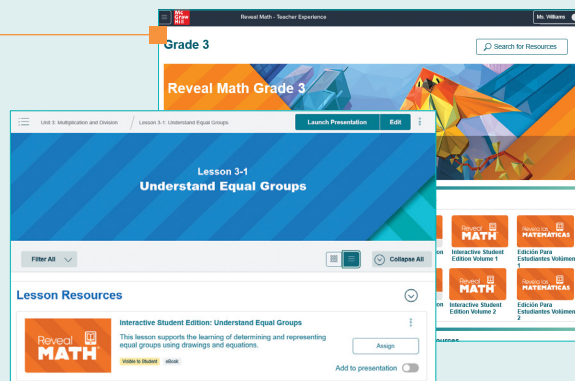 Mc
Graw
Hill
Reveal Math - Teacher Experience
Ms. Williams
Grade 3
Search for Resources
Reveal Math Grade 3
Unit 3: Multiplication and Division
Lesson 3-1: Understand Equal Groups
Launch Presentation
Edit
Lesson 3-1
Understand Equal Groups
Filter All
Collapse All
Lesson Resources
Reveal
MATH
Interactive Student Edition: Understand Equal Groups
This lesson supports the learning of determining and representing
equal groups using drawings and equations.
Visible to Student
eBook
Assign
Add to presentation
Reveal
MATH
Interactive Student
Edition Volume 1
Reveal las
MATEMÁTICAS
Edición Para
Estudiantes Volúmen
1
Reveal
MATH
Interactive Student
Edition Volume 2
Reveal las
MATEMÁTICAS
Edición Para
Estudiantes Volúmen
2